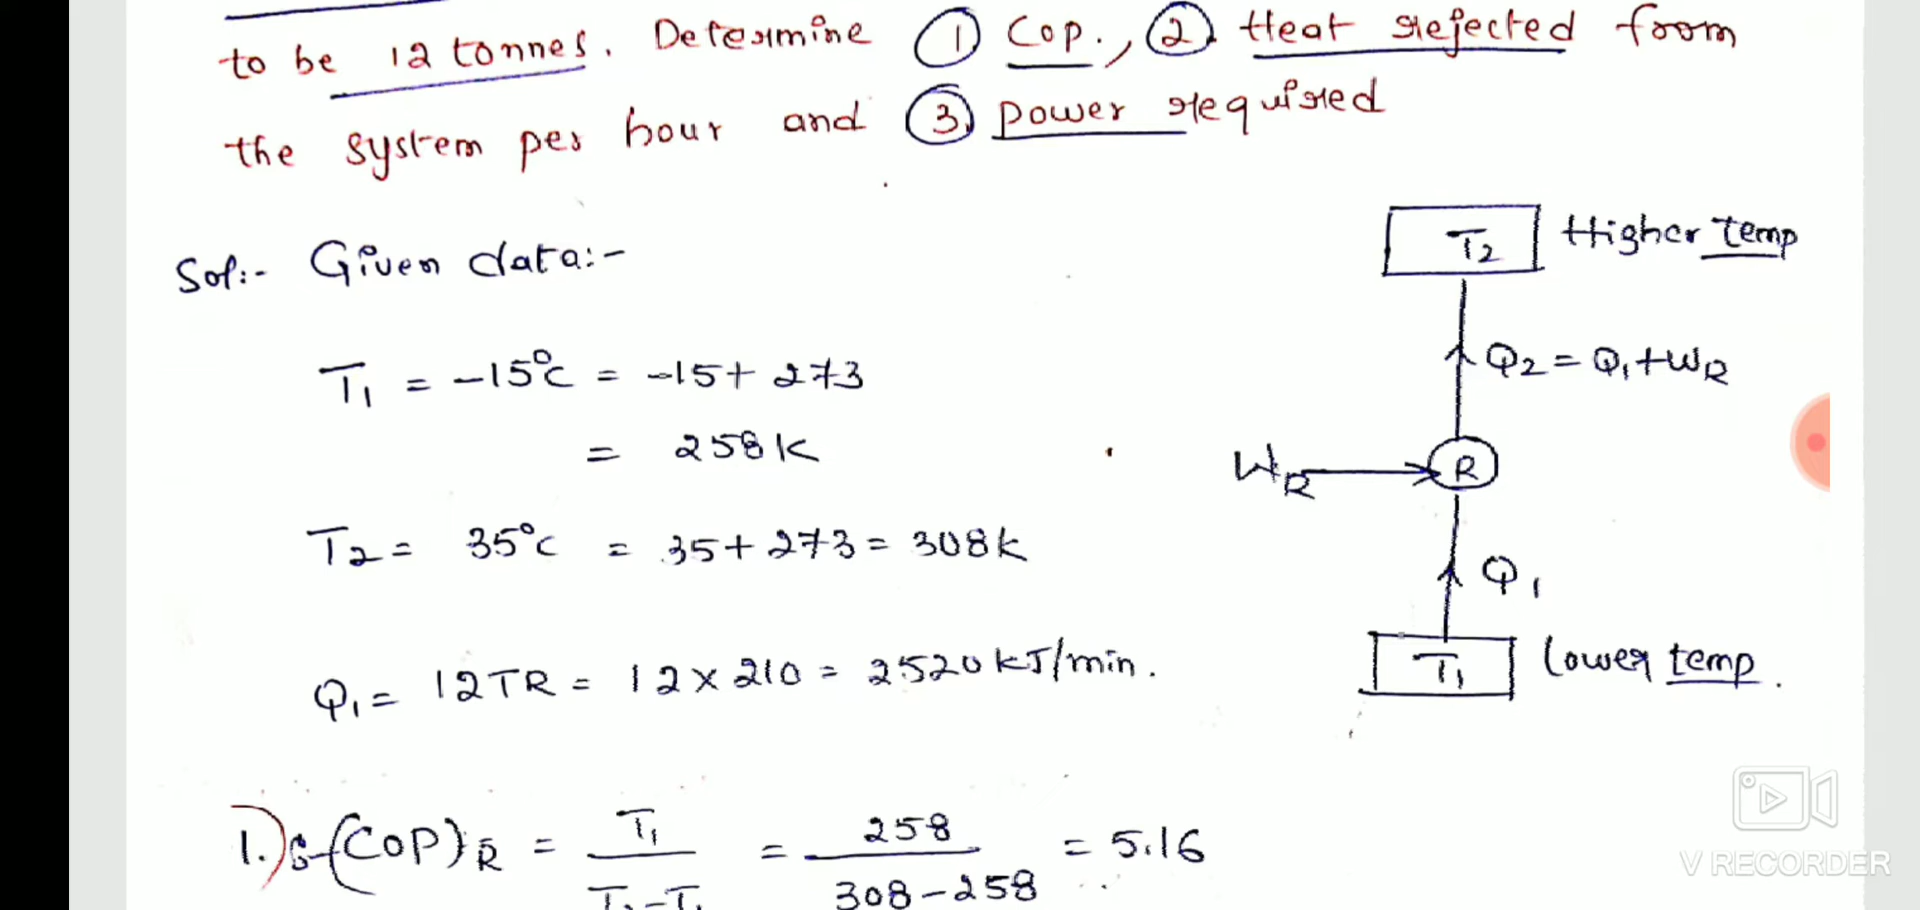 to be 12 tonnes. Determine ① COP., ② Heat rejected from
the system per hour and ③ power required
Sol:- Given data:-
T₁ = -15°C = -15 + 273
= 258K
T₂ = 35°C = 35 + 273 = 308K
Q₁ = 12TR = 12 × 210 = 2520 kJ/min.
1.) (COP)R = T₁ / T₂-T₁ = 258 / 308-258 = 5.16
T₂ Higher temp
Q₂ = Q₁ + WR
WR R
Q₁
T₁ Lower temp.
V RECORDER